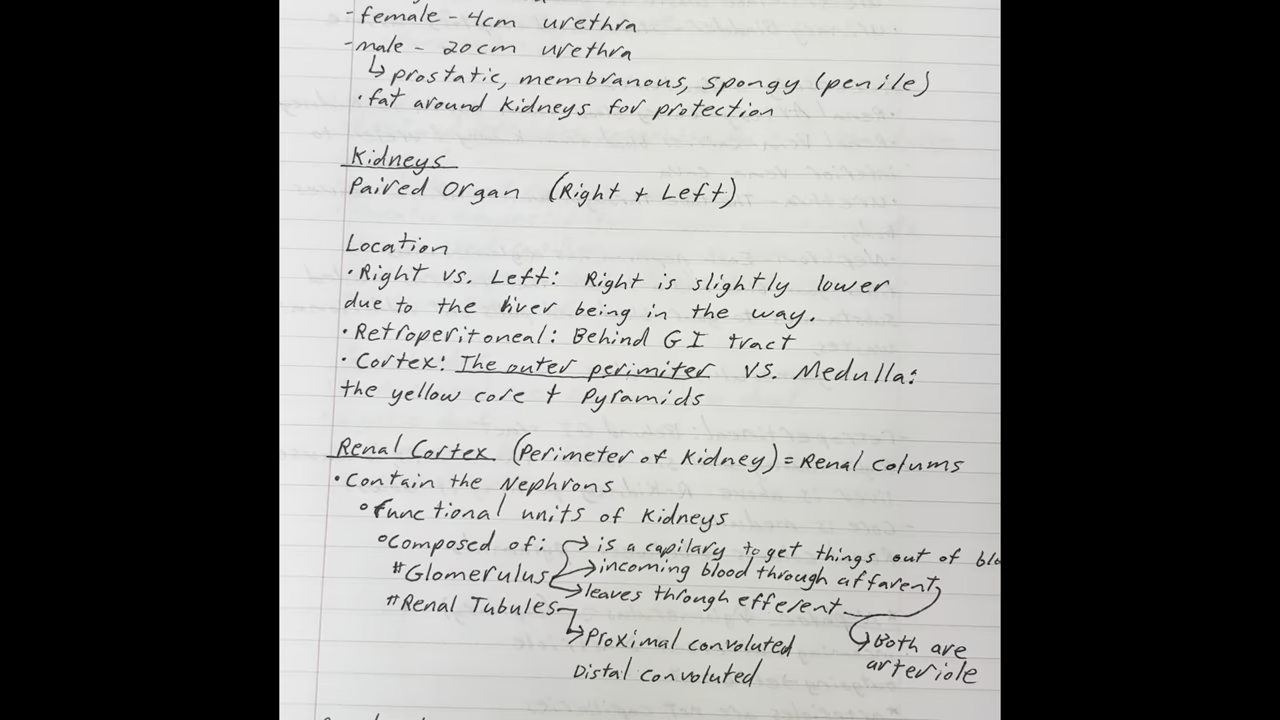 -female - 4cm urethra
-male - 20cm urethra
↳ prostatic, membranous, spongy (penile)
• fat around Kidneys for protection
Kidneys
Paired Organ (Right + Left)
Location
• Right vs. Left: Right is slightly lower
due to the liver being in the way.
• Retroperitoneal: Behind GI tract
• Cortex: The outer perimiter vs. Medulla:
the yellow core + Pyramids
Renal Cortex (Perimeter of Kidney) = Renal Colums
• Contain the Nephrons
° Functional units of Kidneys
° Composed of: → is a capilary to get things out of
# Glomerulus → incoming blood through affarent
→ leaves through efferent
# Renal Tubules
→ Proximal convoluted
→ Both are
arteriole
Distal convoluted